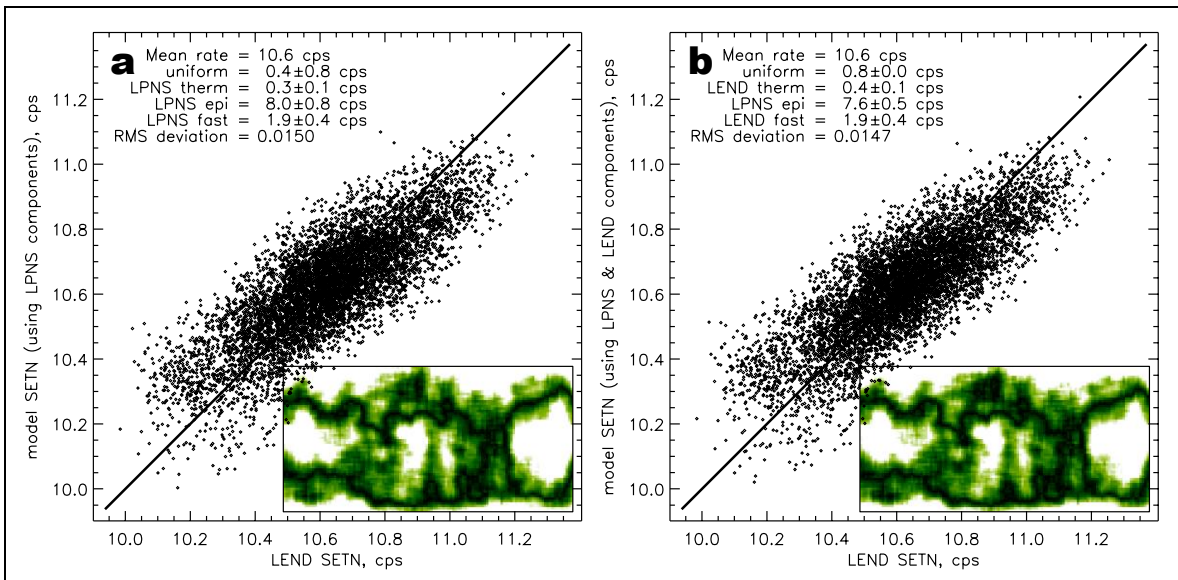 a
Mean rate = 10.6 cps
uniform = 0.4±0.8 cps
LPNS therm = 0.3±0.1 cps
LPNS epi = 8.0±0.8 cps
LPNS fast = 1.9±0.4 cps
RMS deviation = 0.0150
model SETN (using LPNS components), cps
11.2
11.0
10.8
10.6
10.4
10.2
10.0
10.0 10.2 10.4 10.6 10.8 11.0 11.2
LEND SETN, cps
b
Mean rate = 10.6 cps
uniform = 0.8±0.0 cps
LEND therm = 0.4±0.1 cps
LPNS epi = 7.6±0.5 cps
LEND fast = 1.9±0.4 cps
RMS deviation = 0.0147
model SETN (using LPNS & LEND components), cps
11.2
11.0
10.8
10.6
10.4
10.2
10.0
10.0 10.2 10.4 10.6 10.8 11.0 11.2
LEND SETN, cps